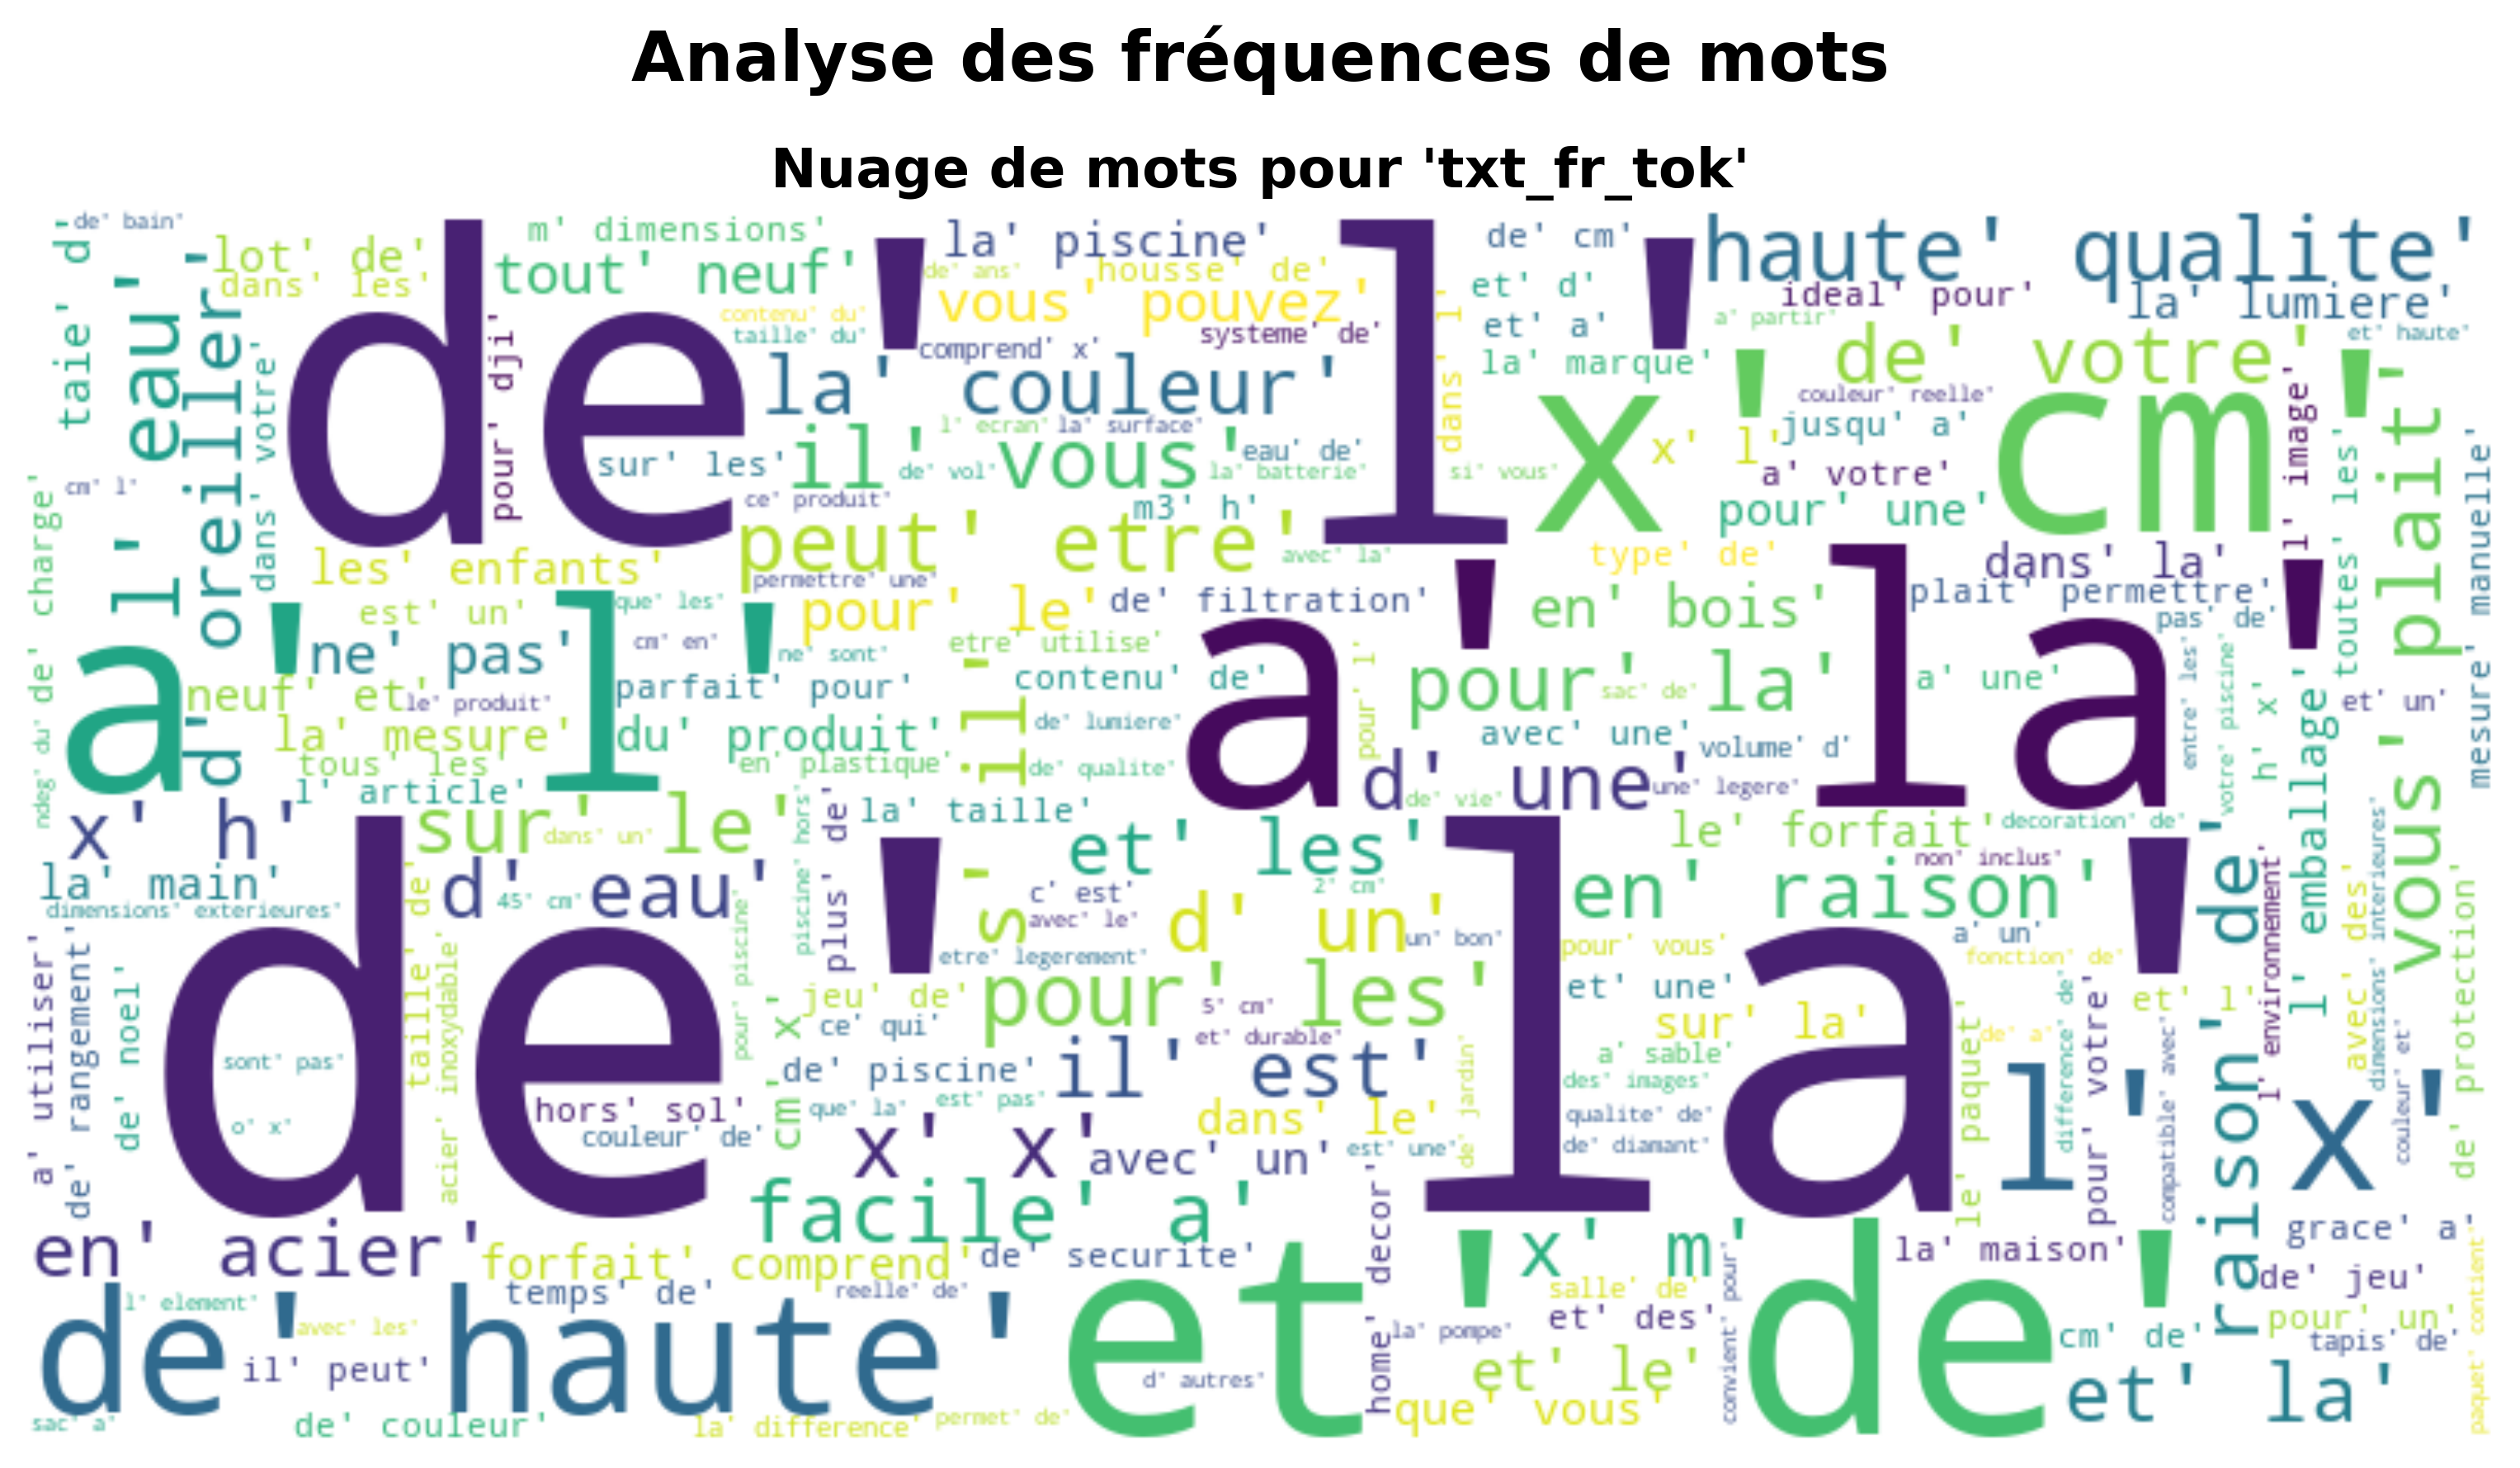 Analyse des fréquences de mots
Nuage de mots pour 'txt_fr_tok'
de' bain'
m' dimensions'
la' piscine'
de' cm'
haute' qualite'
lot' de'
dans' les'
tout' neuf'
de' ans'
housse' de'
et' d'
ideal' pour'
la' lumiere'
taie' d'
l' eau'
d' oreiller'
dans' votre'
de' l'
pour' dji'
contenu' du'
taille' du'
vous' pouvez'
systeme' de'
et' a'
a' partir'
et' haute'
comprend' x'
la' marque'
de' votre'
la' couleur'
dans' l'
x' cm'
couleur' reelle'
l' image'
vous' plait'
l' ecran'
la' surface'
jusqu' a'
sur' les'
il' vous'
eau' de'
x' l'
de' vol'
la' batterie'
si' vous'
a' votre'
cm' l'
ce' produit'
m3' h'
pour' une'
toutes' les'
mesure' manuelle'
de' charge'
peut' etre'
avec' la'
type' de'
dans' la'
les' enfants'
permettre' une'
plait' permettre'
est' un'
que' les'
pour' le'
de' filtration'
en' bois'
pas' de'
a' l'
ne' pas'
cm' en'
ne' sont'
etre' utilise'
a' la'
neuf' et'
le' produit'
parfait' pour'
contenu' de'
pour' la'
sac' de'
a' une'
entre' les'
votre' piscine'
h' x'
et' un'
la' mesure'
du' produit'
il' s'
de' lumiere'
pour' l'
avec' une'
volume' d'
l' emballage'
tous' les'
en' plastique'
de' qualite'
ndeg' du'
l' article'
d' une'
de' vie'
une' legere'
x' h'
sur' le'
dans' un'
piscine' hors'
plus' de'
la' taille'
et' les'
le' forfait'
decoration' de'
la' main'
dimensions' exterieures'
d' eau'
45' cm'
c' est'
2' cm'
avec' le'
non' inclus'
en' raison'
raison' de'
l' environnement'
avec' des'
dimensions' interieures'
de' protection'
de' la'
taille' de'
acier' inoxydable'
pour' piscine'
d' un'
un' bon'
etre' legerement'
pour' vous'
a' un'
fonction' de'
a' utiliser'
de' rangement'
de' noel'
jeu' de'
pour' les'
5' cm'
et' une'
et' l'
ce' qui'
et' durable'
sur' la'
de' a'
sont' pas'
cm' x'
de' piscine'
il' est'
a' sable'
de' jardin'
des' images'
le' paquet'
difference' de'
pour' votre'
compatible' avec'
l' x'
couleur' et'
o' x'
hors' sol'
couleur' de'
que' la'
est' pas'
dans' le'
qualite' de'
de' diamant'
x' x'
avec' un'
est' une'
facile' a'
home' decor'
en' acier'
forfait' comprend'
de' securite'
x' m'
la' maison'
grace' a'
l' element'
temps' de'
reelle' de'
salle' de'
de' jeu'
de' haute'
avec' les'
et' de'
la' pompe'
et' des'
convient' pour'
cm' de'
pour' un'
tapis' de'
paquet' contient'
il' peut'
d' autres'
et' le'
et' la'
sac' a'
de' couleur'
la' difference'
permet' de'
que' vous'